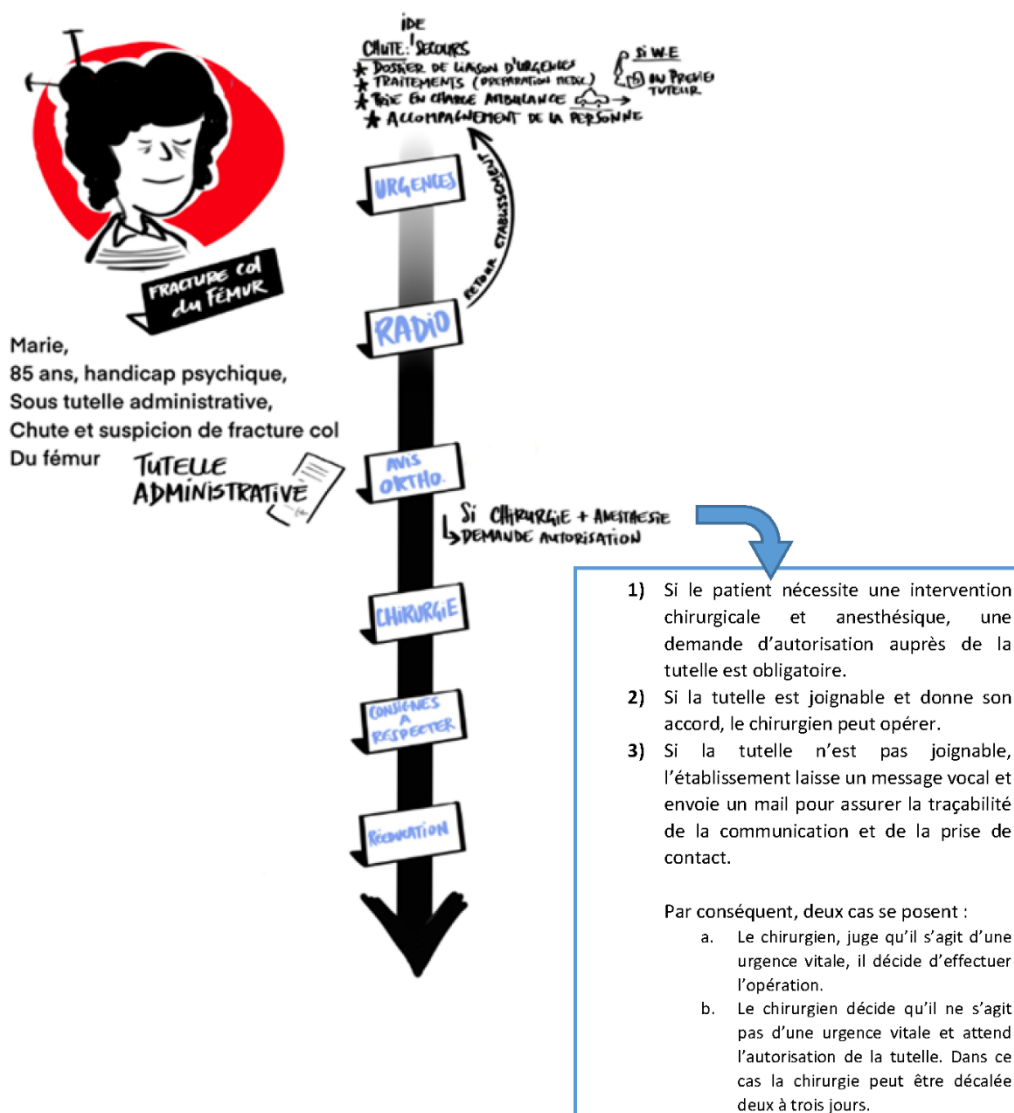 IDE
CHUTE: SECOURS
★ DOSSIER DE LIAISON D'URGENCES
★ TRAITEMENTS (PRÉPARATION MEDIC)
★ PRISE EN CHARGE AMBULANCE
★ ACCOMPAGNEMENT DE LA PERSONNE
Si W.E
TUTEUR
URGENCES
RETOUR ETABLISSEMENT
RADIO
FRACTURE COL
du FÉMUR
Marie,
85 ans, handicap psychique,
Sous tutelle administrative,
Chute et suspicion de fracture col
Du fémur
TUTELLE
ADMINISTRATIVE
AVIS
ORTHO.
Si CHIRURGIE + ANESTHESIE
DEMANDE AUTORISATION
CHIRURGIE
CONSIGNES
A
RESPECTER
RÉÉDUCATION
1) Si le patient nécessite une intervention
chirurgicale et anesthésique, une
demande d'autorisation auprès de la
tutelle est obligatoire.
2) Si la tutelle est joignable et donne son
accord, le chirurgien peut opérer.
3) Si la tutelle n'est pas joignable,
l'établissement laisse un message vocal et
envoie un mail pour assurer la traçabilité
de la communication et de la prise de
contact.
Par conséquent, deux cas se posent :
a. Le chirurgien, juge qu'il s'agit d'une
urgence vitale, il décide d'effectuer
l'opération.
b. Le chirurgien décide qu'il ne s'agit
pas d'une urgence vitale et attend
l'autorisation de la tutelle. Dans ce
cas la chirurgie peut être décalée
deux à trois jours.